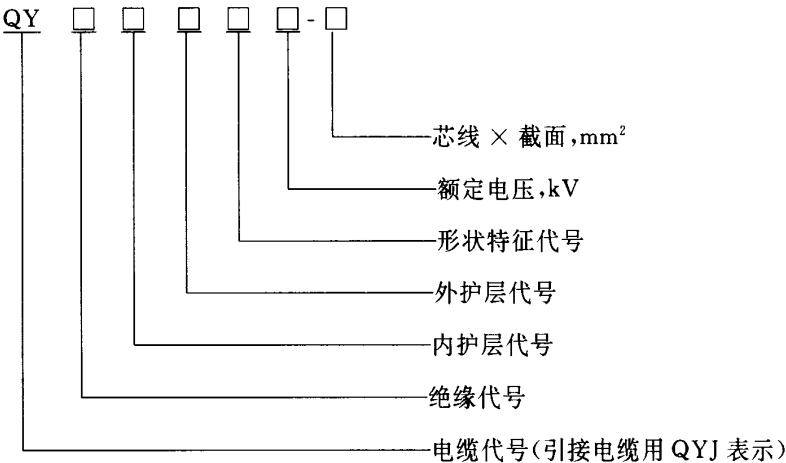 QY □ □ □ □ □ - □
芯线 × 截面,mm²
额定电压,kV
形状特征代号
外护层代号
内护层代号
绝缘代号
电缆代号(引接电缆用 QYJ 表示)